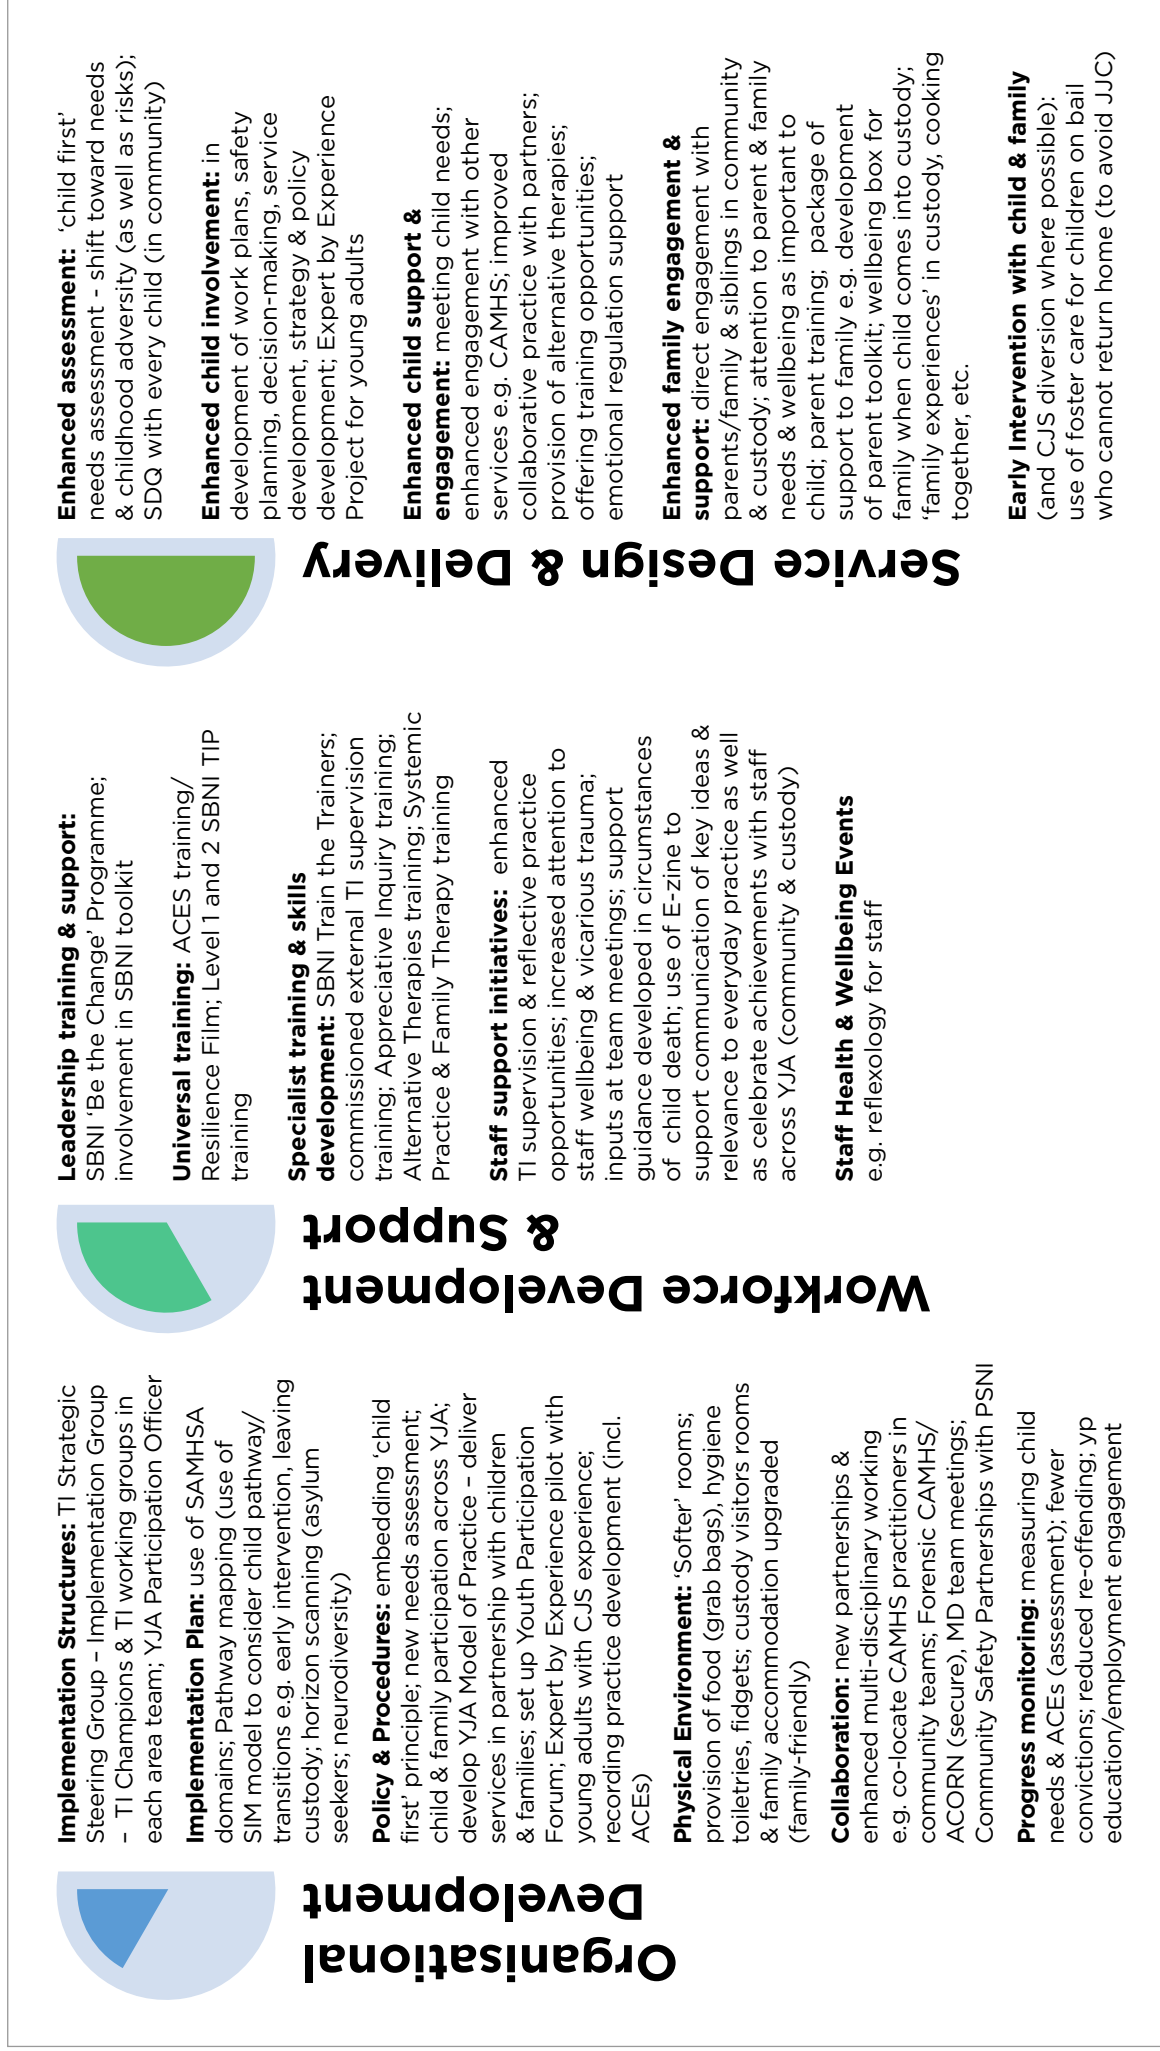 Organisational
Development
Implementation Structures: TI Strategic
Steering Group – Implementation Group
– TI Champions & TI working groups in
each area team; YJA Participation Officer
Implementation Plan: use of SAMHSA
domains; Pathway mapping (use of
SIM model to consider child pathway/
transitions e.g. early intervention, leaving
custody; horizon scanning (asylum
seekers; neurodiversity)
Policy & Procedures: embedding ‘child
first’ principle; new needs assessment;
child & family participation across YJA;
develop YJA Model of Practice – deliver
services in partnership with children
& families; set up Youth Participation
Forum; Expert by Experience pilot with
young adults with CJS experience;
recording practice development (incl.
ACEs)
Physical Environment: ‘Softer’ rooms;
provision of food (grab bags), hygiene
toiletries, fidgets; custody visitors rooms
& family accommodation upgraded
(family-friendly)
Collaboration: new partnerships &
enhanced multi-disciplinary working
e.g. co-locate CAMHS practitioners in
community teams; Forensic CAMHS/
ACORN (secure), MD team meetings;
Community Safety Partnerships with PSNI
Progress monitoring: measuring child
needs & ACEs (assessment); fewer
convictions; reduced re-offending; yp
education/employment engagement
Workforce Development
& Support
Leadership training & support:
SBNI ‘Be the Change’ Programme;
involvement in SBNI toolkit
Universal training: ACES training/
Resilience Film; Level 1 and 2 SBNI TIP
training
Specialist training & skills
development: SBNI Train the Trainers;
commissioned external TI supervision
training; Appreciative Inquiry training;
Alternative Therapies training; Systemic
Practice & Family Therapy training
Staff support initiatives: enhanced
TI supervision & reflective practice
opportunities; increased attention to
staff wellbeing & vicarious trauma;
inputs at team meetings; support
guidance developed in circumstances
of child death; use of E-zine to
support communication of key ideas &
relevance to everyday practice as well
as celebrate achievements with staff
across YJA (community & custody)
Staff Health & Wellbeing Events
e.g. reflexology for staff
Service Design & Delivery
Enhanced assessment: ‘child first’
needs assessment - shift toward needs
& childhood adversity (as well as risks);
SDQ with every child (in community)
Enhanced child involvement: in
development of work plans, safety
planning, decision-making, service
development, strategy & policy
development; Expert by Experience
Project for young adults
Enhanced child support &
engagement: meeting child needs;
enhanced engagement with other
services e.g. CAMHS; improved
collaborative practice with partners;
provision of alternative therapies;
offering training opportunities;
emotional regulation support
Enhanced family engagement &
support: direct engagement with
parents/family & siblings in community
& custody; attention to parent & family
needs & wellbeing as important to
child; parent training; package of
support to family e.g. development
of parent toolkit; wellbeing box for
family when child comes into custody;
‘family experiences’ in custody, cooking
together, etc.
Early Intervention with child & family
(and CJS diversion where possible):
use of foster care for children on bail
who cannot return home (to avoid JJC)